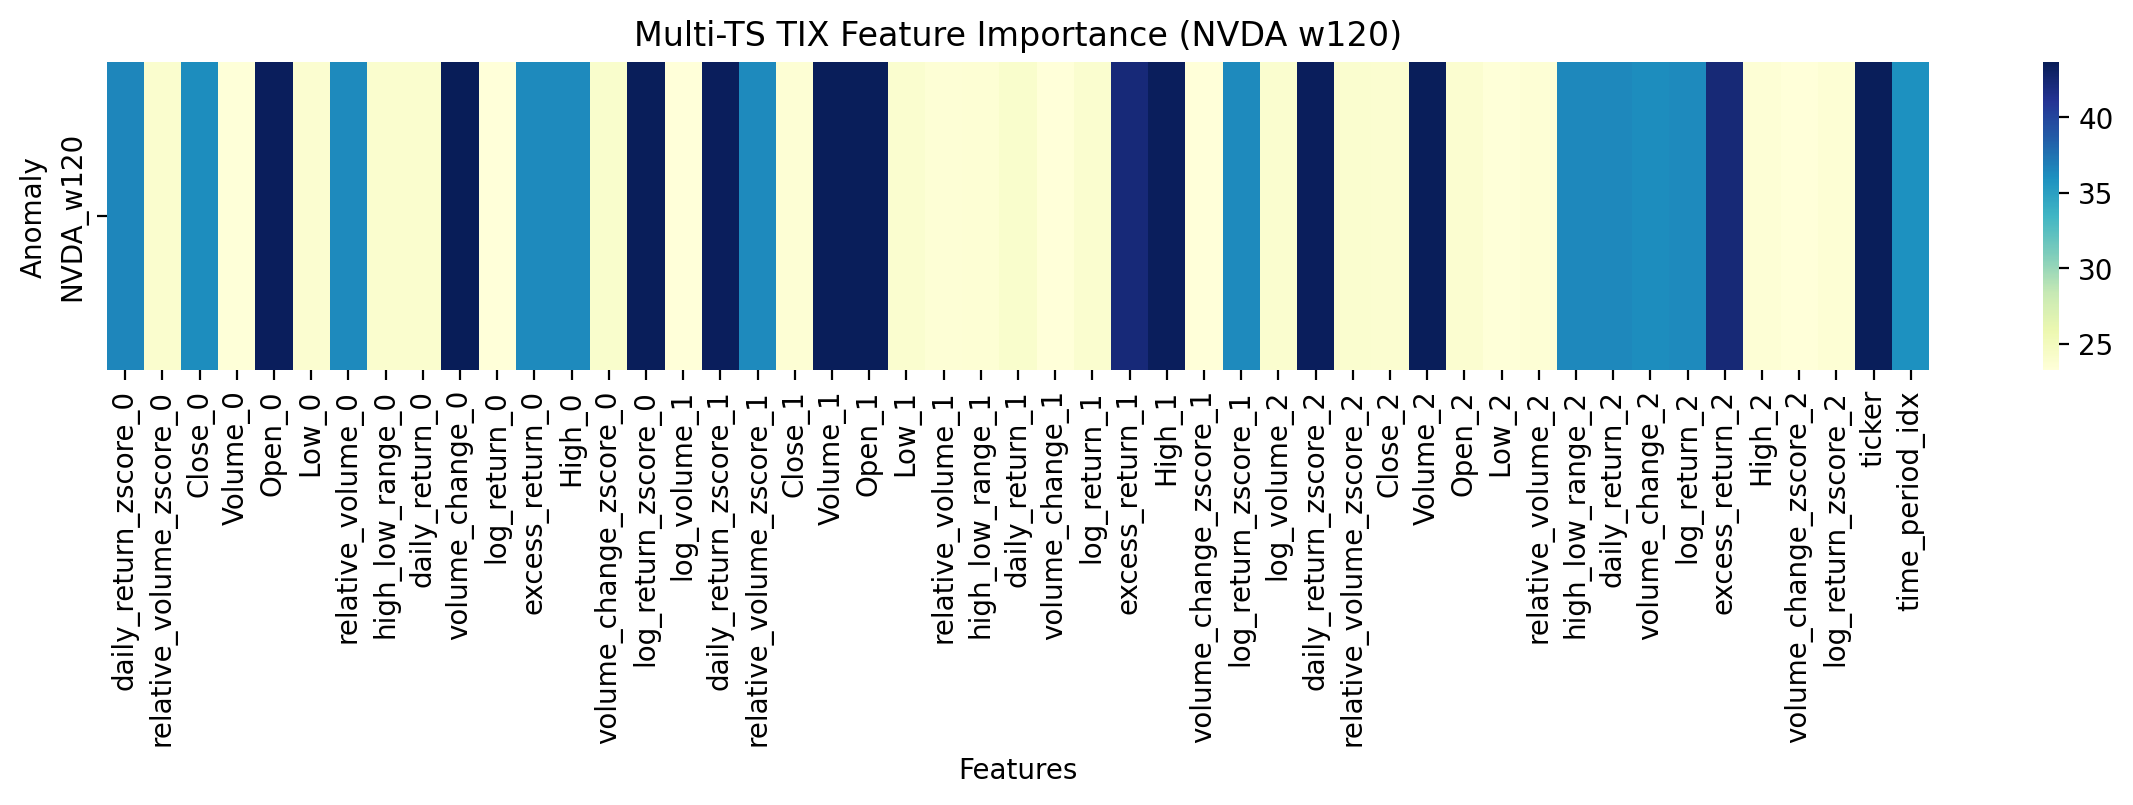 Multi-TS TIX Feature Importance (NVDA w120)
Anomaly
NVDA_w120
40
35
30
25
daily_return_zscore_0
relative_volume_zscore_0
Close_0
Volume_0
Open_0
Low_0
relative_volume_0
high_low_range_0
daily_return_0
volume_change_0
log_return_0
excess_return_0
High_0
volume_change_zscore_0
log_return_zscore_0
log_volume_1
daily_return_zscore_1
relative_volume_zscore_1
Close_1
Volume_1
Open_1
Low_1
relative_volume_1
high_low_range_1
daily_return_1
volume_change_1
log_return_1
excess_return_1
High_1
volume_change_zscore_1
log_return_zscore_1
log_volume_2
daily_return_zscore_2
relative_volume_zscore_2
Close_2
Volume_2
Open_2
Low_2
relative_volume_2
high_low_range_2
daily_return_2
volume_change_2
log_return_2
excess_return_2
High_2
volume_change_zscore_2
log_return_zscore_2
ticker
time_period_idx
Features